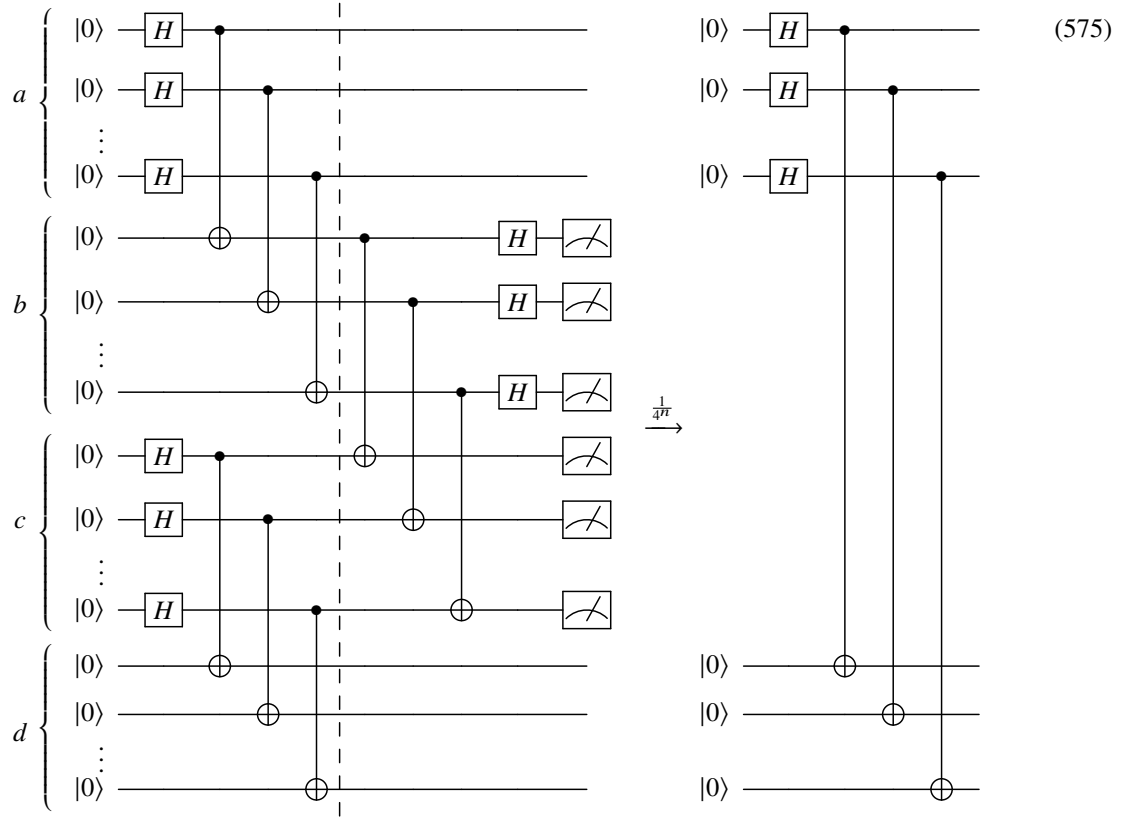 a |0⟩ H |0⟩ H (575)
|0⟩ H |0⟩ H
⋮
|0⟩ H |0⟩ H
b |0⟩ H
|0⟩ H
⋮
|0⟩ H
1/4ⁿ
⟶
c |0⟩ H
|0⟩ H
⋮
|0⟩ H
d |0⟩ |0⟩
|0⟩ |0⟩
⋮
|0⟩ |0⟩